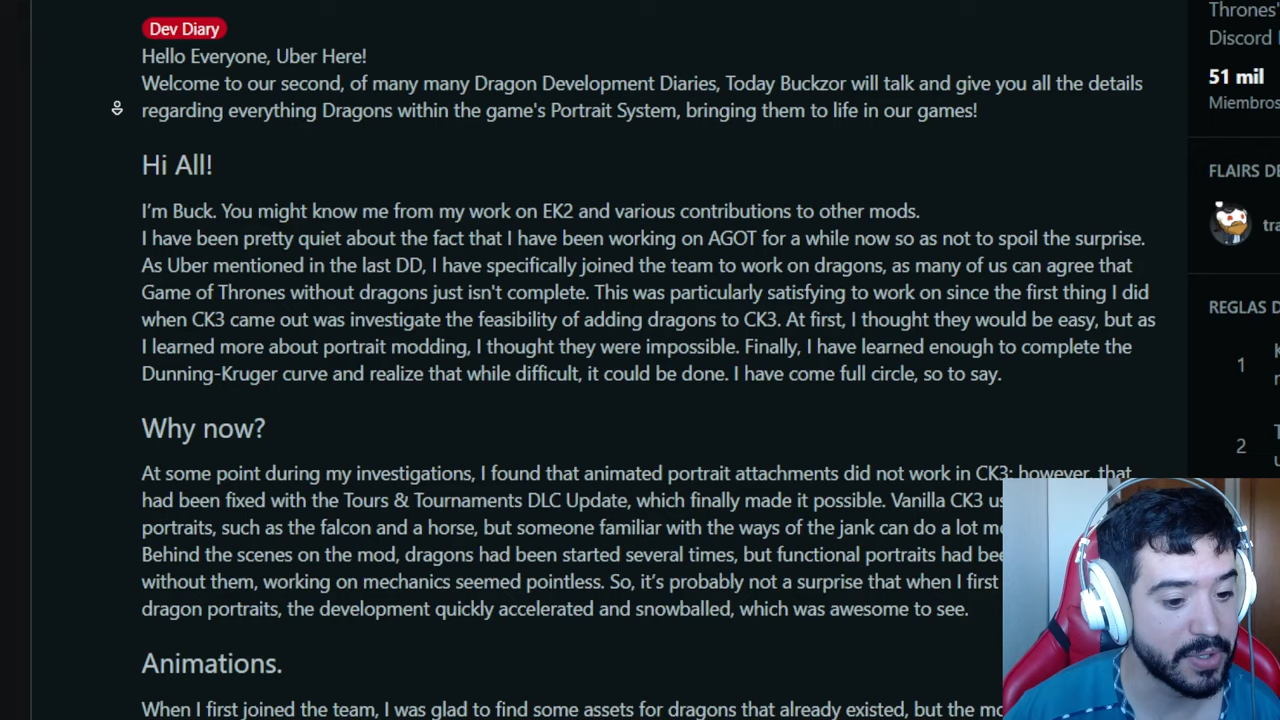 Dev Diary
Hello Everyone, Uber Here!
Welcome to our second, of many many Dragon Development Diaries, Today Buckzor will talk and give you all the details
regarding everything Dragons within the game's Portrait System, bringing them to life in our games!
Hi All!
I'm Buck. You might know me from my work on EK2 and various contributions to other mods.
I have been pretty quiet about the fact that I have been working on AGOT for a while now so as not to spoil the surprise.
As Uber mentioned in the last DD, I have specifically joined the team to work on dragons, as many of us can agree that
Game of Thrones without dragons just isn't complete. This was particularly satisfying to work on since the first thing I did
when CK3 came out was investigate the feasibility of adding dragons to CK3. At first, I thought they would be easy, but as
I learned more about portrait modding, I thought they were impossible. Finally, I have learned enough to complete the
Dunning-Kruger curve and realize that while difficult, it could be done. I have come full circle, so to say.
Why now?
At some point during my investigations, I found that animated portrait attachments did not work in CK3; however, that
had been fixed with the Tours & Tournaments DLC Update, which finally made it possible. Vanilla CK3
portraits, such as the falcon and a horse, but someone familiar with the ways of the jank can do a lot
Behind the scenes on the mod, dragons had been started several times, but functional portraits had
without them, working on mechanics seemed pointless. So, it's probably not a surprise that when I first
dragon portraits, the development quickly accelerated and snowballed, which was awesome to see.
Animations.
When I first joined the team, I was glad to find some assets for dragons that already existed, but the
Thrones'
Discord
51 mil
Miembros
FLAIRS
REGLAS
1
2